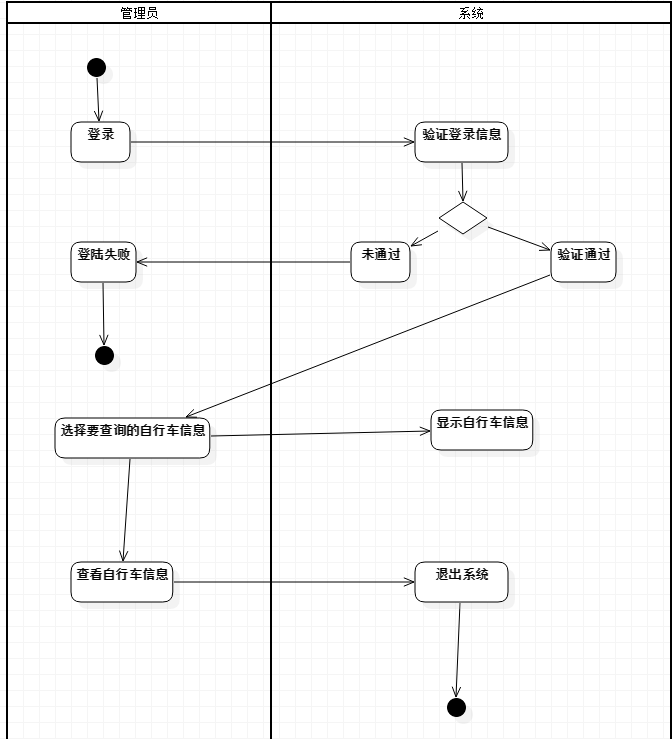 管理员
系统
登录
验证登录信息
登陆失败
未通过
验证通过
选择要查询的自行车信息
显示自行车信息
查看自行车信息
退出系统